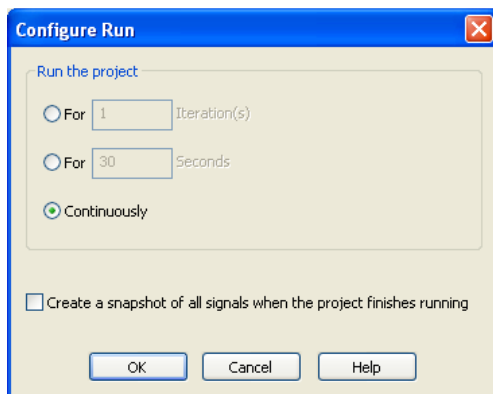 Configure Run
Run the project
For 1 Iteration(s)
For 30 Seconds
Continuously
Create a snapshot of all signals when the project finishes running
OK Cancel Help